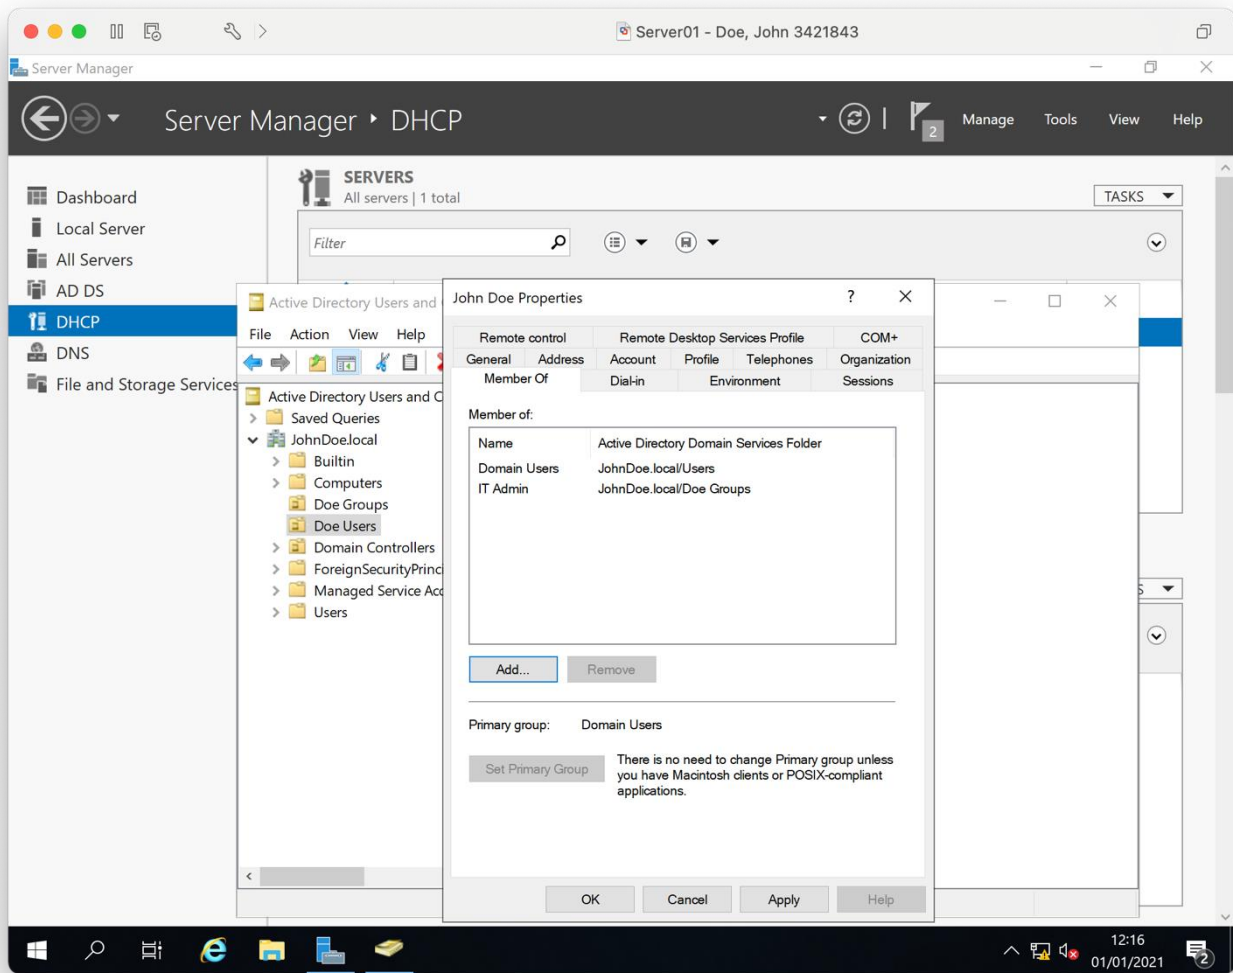 Server01 - Doe, John 3421843
Server Manager
Server Manager • DHCP
2
Manage Tools View Help
Dashboard
Local Server
All Servers
AD DS
DHCP
DNS
File and Storage Services
SERVERS
All servers | 1 total
TASKS
Filter
Active Directory Users and
File Action View Help
Active Directory Users and C
Saved Queries
JohnDoe.local
Builtin
Computers
Doe Groups
Doe Users
Domain Controllers
ForeignSecurityPrinci
Managed Service Acc
Users
John Doe Properties
?
Remote control Remote Desktop Services Profile COM+
General Address Account Profile Telephones Organization
Member Of Dial-in Environment Sessions
Member of:
Name Active Directory Domain Services Folder
Domain Users JohnDoe.local/Users
IT Admin JohnDoe.local/Doe Groups
Add... Remove
Primary group: Domain Users
Set Primary Group
There is no need to change Primary group unless
you have Macintosh clients or POSIX-compliant
applications.
OK Cancel Apply Help
12:16
01/01/2021
2